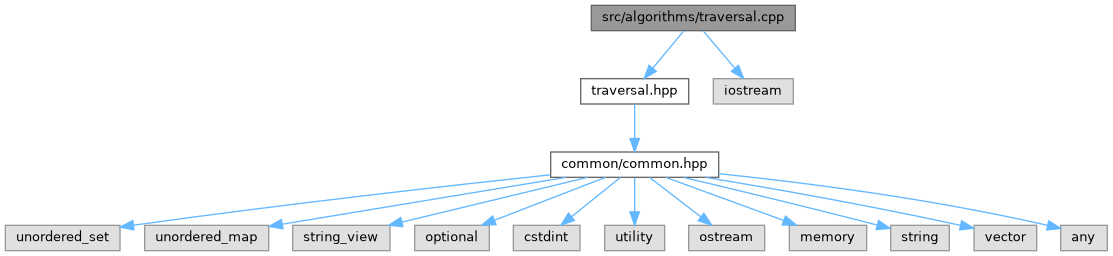 src/algorithms/traversal.cpp
traversal.hpp
iostream
common/common.hpp
unordered_set
unordered_map
string_view
optional
cstdint
utility
ostream
memory
string
vector
any